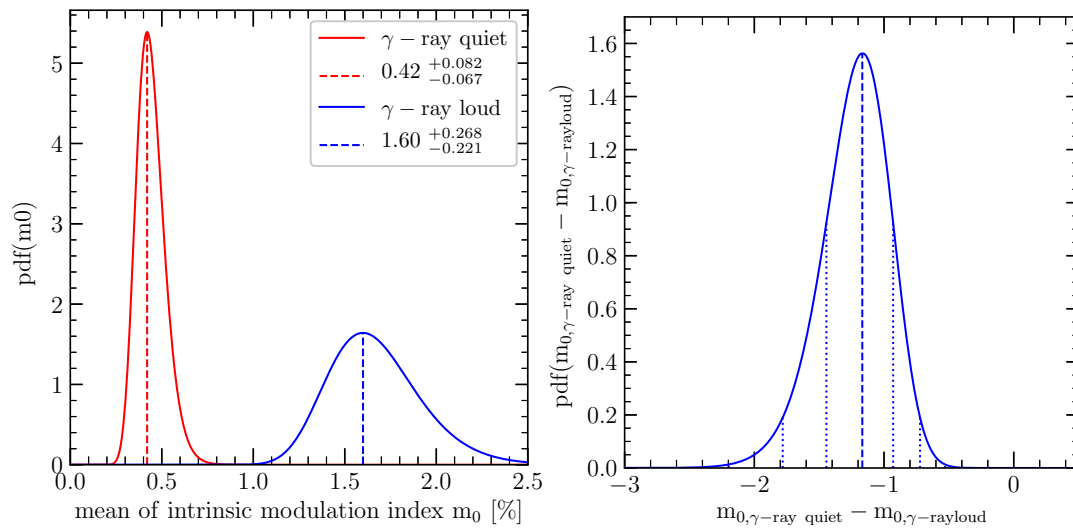 γ − ray quiet
0.42 +0.082 −0.067
γ − ray loud
1.60 +0.268 −0.221
pdf(m0)
5
4
3
2
1
0
0.0 0.5 1.0 1.5 2.0 2.5
mean of intrinsic modulation index m₀ [%]
pdf(m₀,γ−ray quiet − m₀,γ−rayloud)
1.6
1.4
1.2
1.0
0.8
0.6
0.4
0.2
0.0
−3 −2 −1 0
m₀,γ−ray quiet − m₀,γ−rayloud